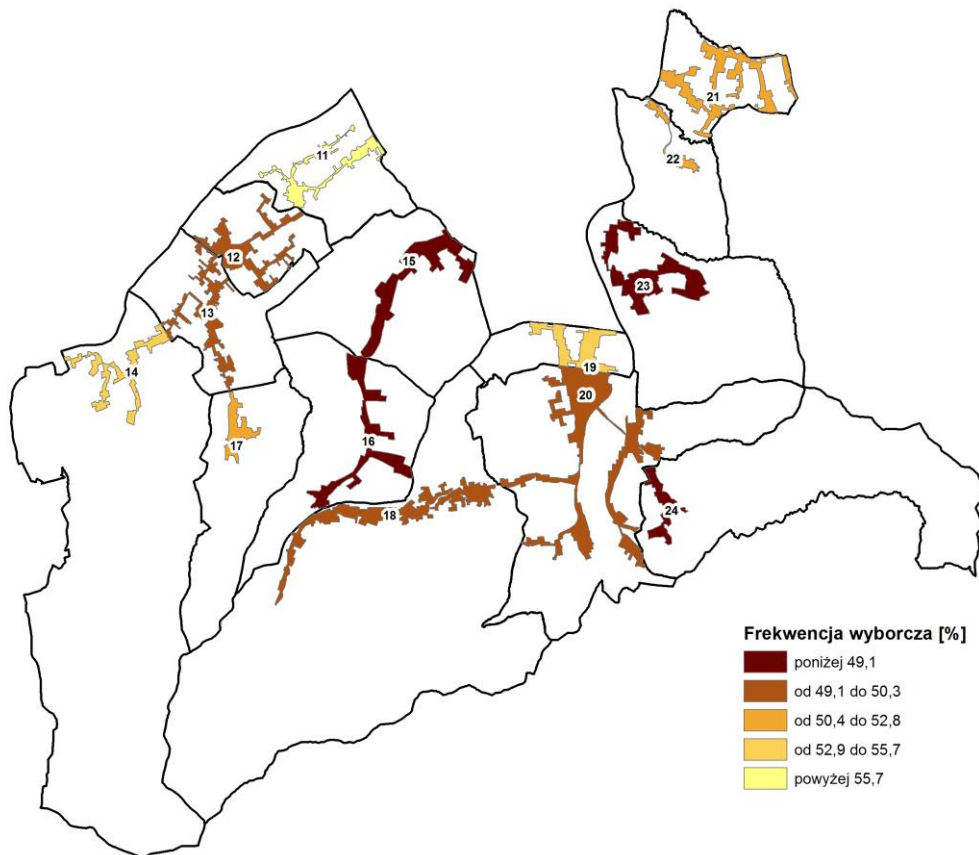 21
22
11
12
15
23
13
14
19
20
17
16
18
24
Frekwencja wyborcza [%]
poniżej 49,1
od 49,1 do 50,3
od 50,4 do 52,8
od 52,9 do 55,7
powyżej 55,7